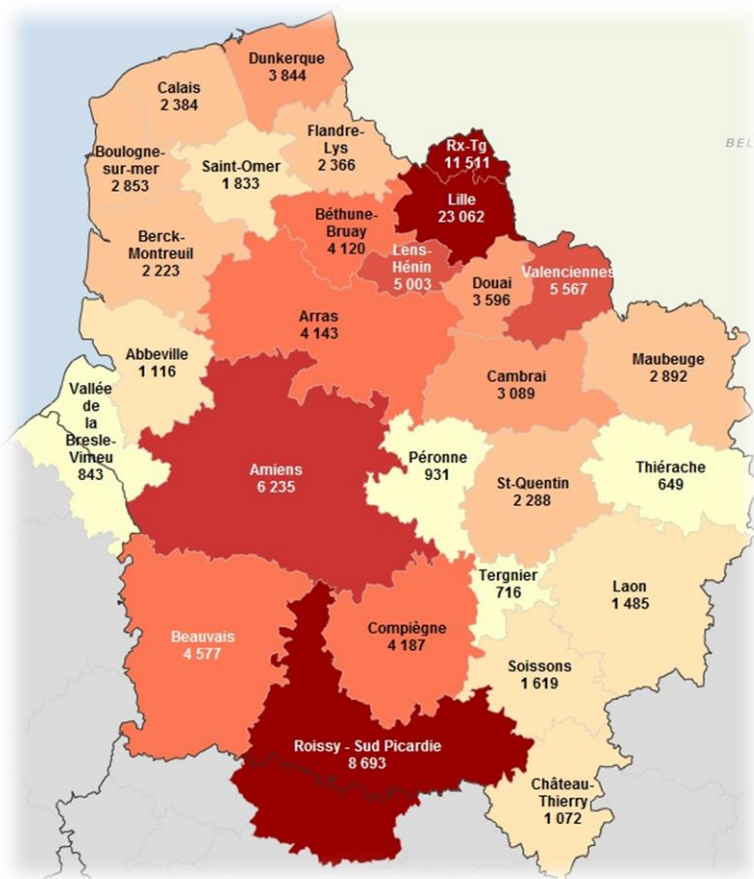 Dunkerque
3 844
Calais
2 384
Flandre-
Lys
2 366
Rx-Tg
11 511
BEL
Boulogne-
sur-mer
2 853
Saint-Omer
1 833
Lille
23 062
Béthune-
Bruay
4 120
Berck-
Montreuil
2 223
Lens-
Hénin
5 003
Douai
3 596
Valenciennes
5 567
Arras
4 143
Abbeville
1 116
Maubeuge
2 892
Cambrai
3 089
Vallée
de
la
Bresle-
Vimeu
843
Amiens
6 235
Péronne
931
St-Quentin
2 288
Thiérache
649
Tergnier
716
Laon
1 485
Beauvais
4 577
Compiègne
4 187
Soissons
1 619
Roissy - Sud Picardie
8 693
Château-
Thierry
1 072